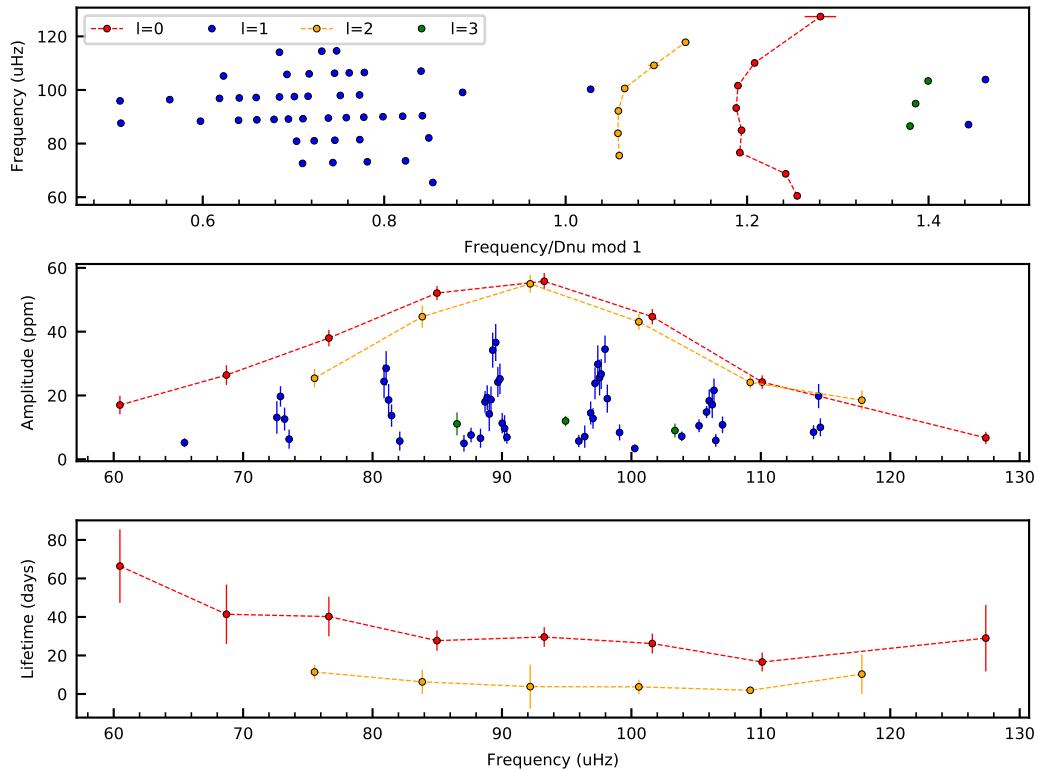 l=0 l=1 l=2 l=3
Frequency (uHz)
120
100
80
60
0.6 0.8 1.0 1.2 1.4
Frequency/Dnu mod 1
Amplitude (ppm)
60
40
20
0
60 70 80 90 100 110 120 130
Lifetime (days)
80
60
40
20
0
60 70 80 90 100 110 120 130
Frequency (uHz)